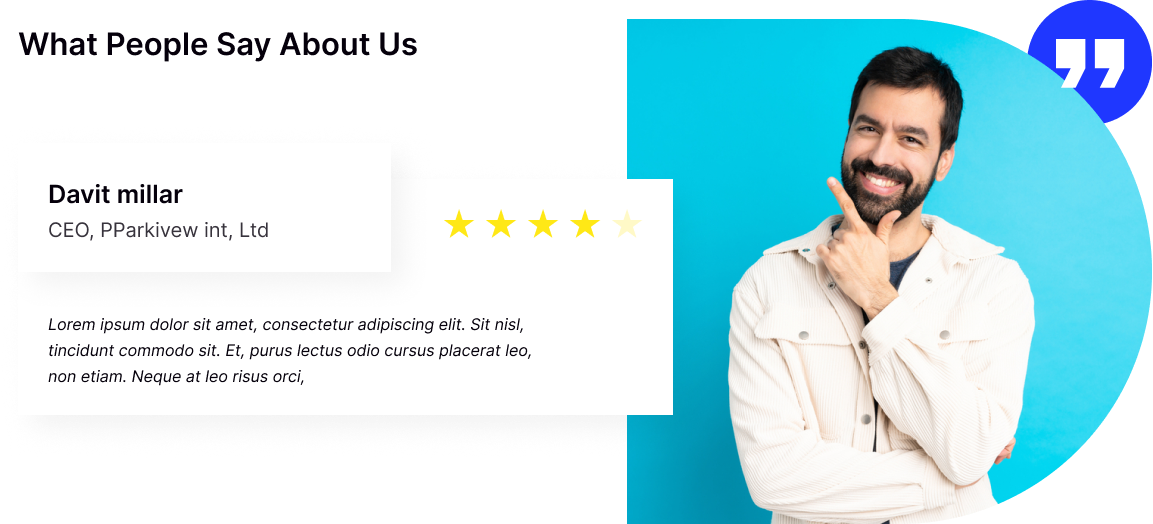 What People Say About Us
Davit millar
CEO, PParkivew int, Ltd
Lorem ipsum dolor sit amet, consectetur adipiscing elit. Sit nisl,
tincidunt commodo sit. Et, purus lectus odio cursus placerat leo,
non etiam. Neque at leo risus orci,